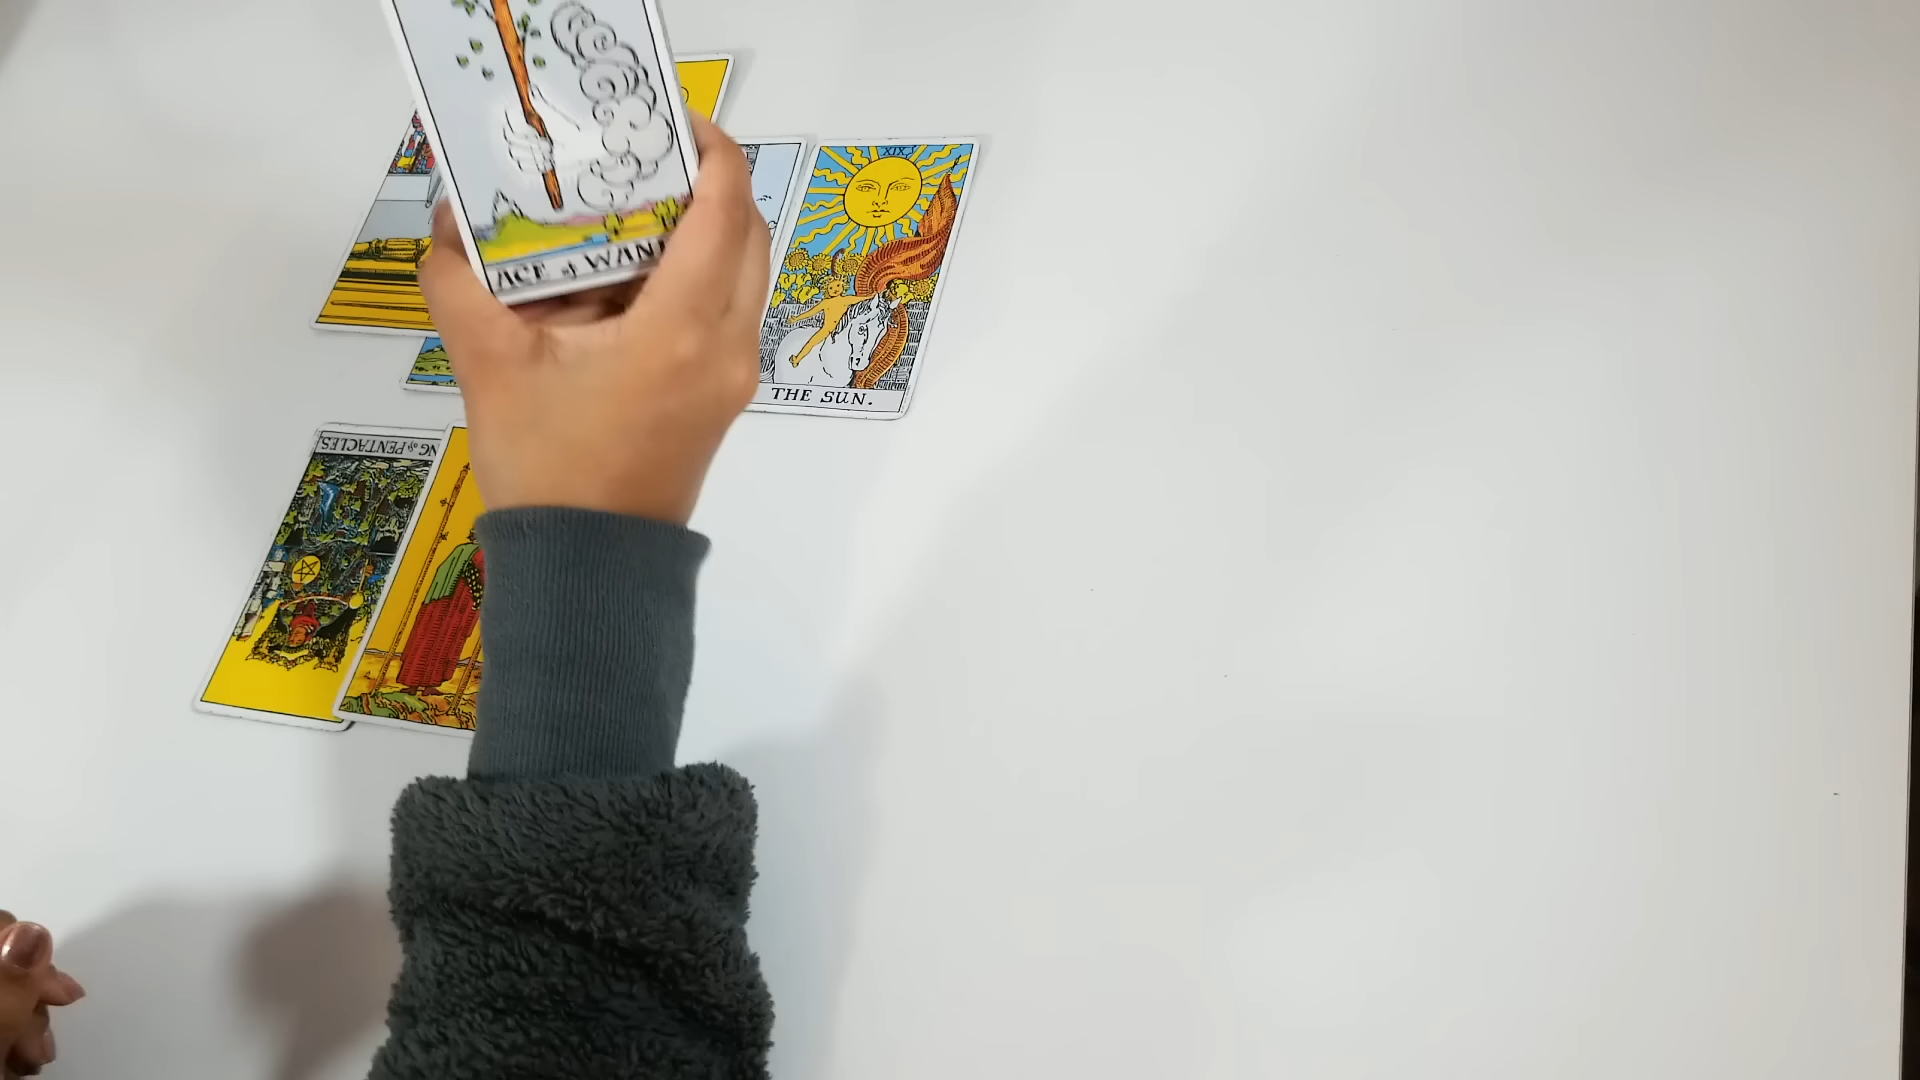 ACE of WAN
XIX
THE SUN.
NG of PENTACLES.